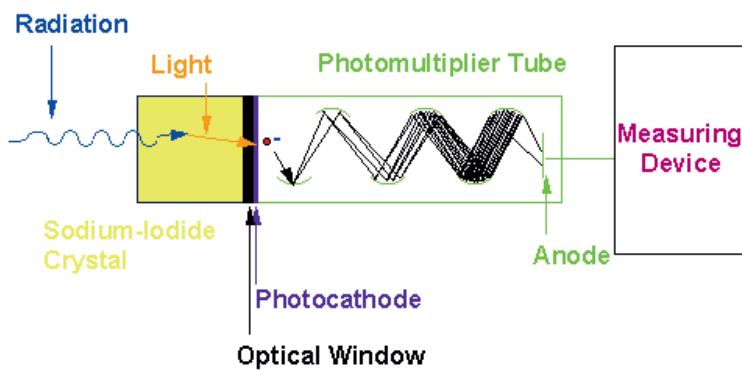 Radiation
Light
Photomultiplier Tube
Measuring
Device
Sodium-Iodide
Crystal
Anode
Photocathode
Optical Window